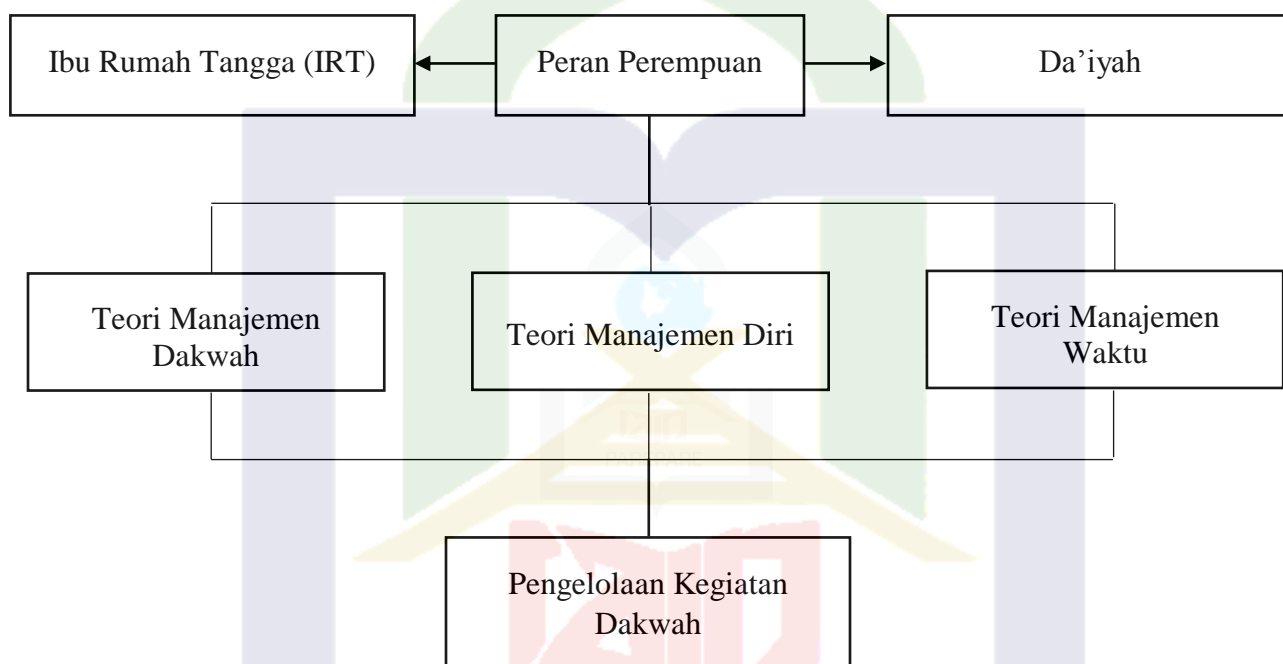 Ibu Rumah Tangga (IRT)
Peran Perempuan
Da’iyah
Teori Manajemen
Dakwah
Teori Manajemen Diri
Teori Manajemen
Waktu
PAREPARE
Pengelolaan Kegiatan
Dakwah